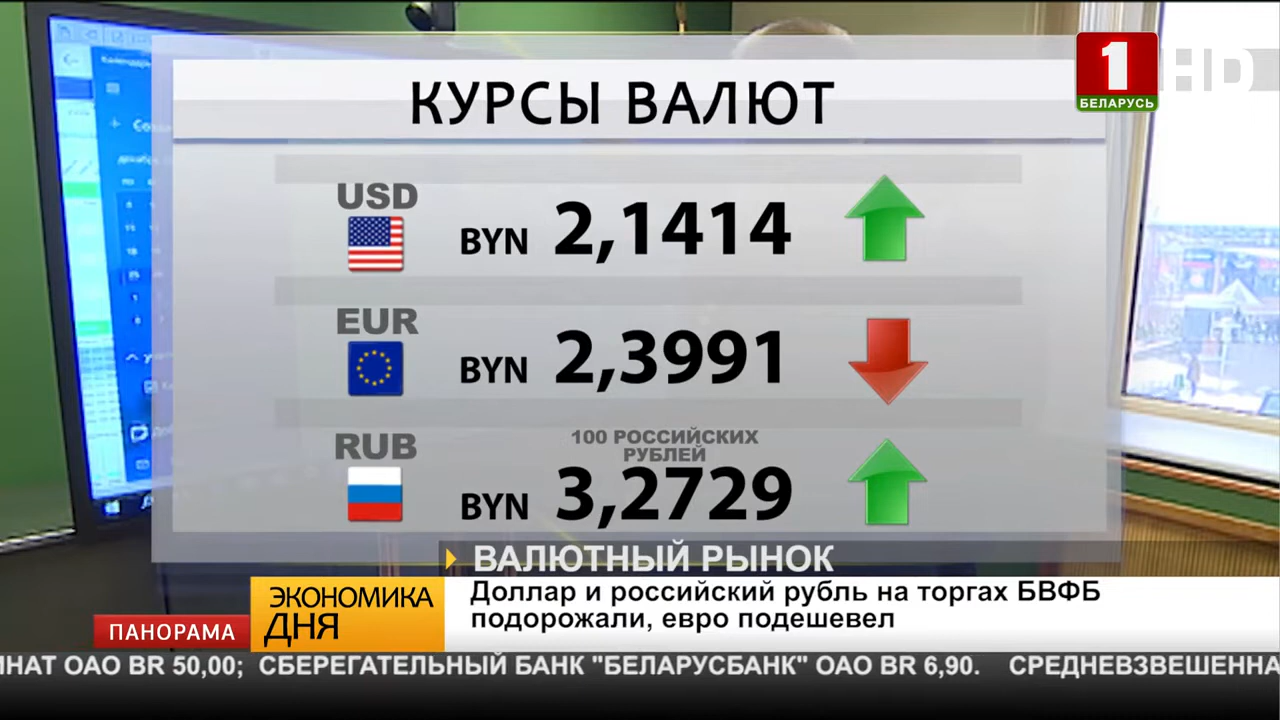 1 HD
БЕЛАРУСЬ
КУРСЫ ВАЛЮТ
USD
BYN 2,1414
EUR
BYN 2,3991
RUB
100 РОССИЙСКИХ
РУБЛЕЙ
BYN 3,2729
ВАЛЮТНЫЙ РЫНОК
ЭКОНОМИКА
ДНЯ
Доллар и российский рубль на торгах БВФБ
подорожали, евро подешевел
ПАНОРАМА
ИНАТ ОАО BR 50,00; СБЕРЕГАТЕЛЬНЫЙ БАНК "БЕЛАРУСБАНК" ОАО BR 6,90. СРЕДНЕВЗВЕШЕННА